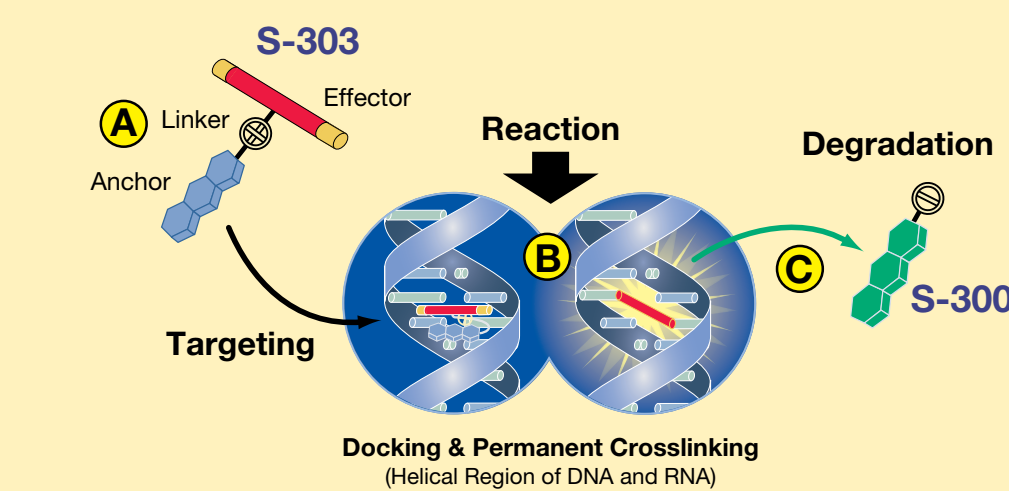 S-303
Effector
A
Linker
Anchor
Reaction
Degradation
Targeting
B
C
S-300
Docking & Permanent Crosslinking
(Helical Region of DNA and RNA)